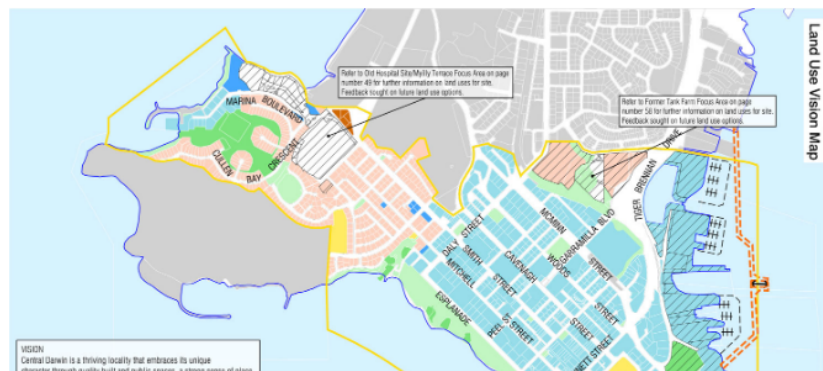 Land Use Vision Map
Refer to Old Hospital Site/Myilly Terrace Focus Area on page
number 49 for further information on land uses for site.
Feedback sought on future land use options.
Refer to Former Tank Farm Focus Area on page
number 58 for further information on land uses for site.
Feedback sought on future land use options.
MARINA BOULEVARD
CULLEN BAY CRESCENT
TIGER BRENNAN DRIVE
MCMINN
GARRAMILLA BLVD
DALY STREET
SMITH STREET
CAVENAGH STREET
WOODS STREET
MITCHELL
ESPLANADE
PEEL ST
NETT STREET
VISION
Central Darwin is a thriving locality that embraces its unique